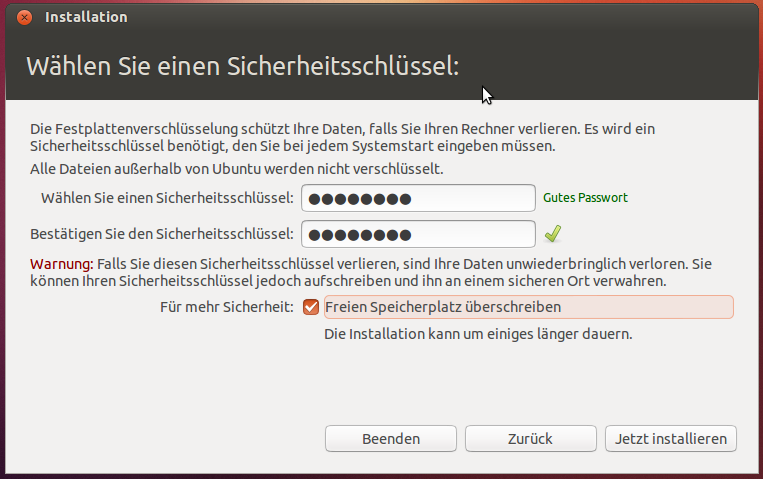 Installation
Wählen Sie einen Sicherheitsschlüssel:
Die Festplattenverschlüsselung schützt Ihre Daten, falls Sie Ihren Rechner verlieren. Es wird ein
Sicherheitsschlüssel benötigt, den Sie bei jedem Systemstart eingeben müssen.
Alle Dateien außerhalb von Ubuntu werden nicht verschlüsselt.
Wählen Sie einen Sicherheitsschlüssel: ●●●●●●●● Gutes Passwort
Bestätigen Sie den Sicherheitsschlüssel: ●●●●●●●●
Warnung: Falls Sie diesen Sicherheitsschlüssel verlieren, sind Ihre Daten unwiederbringlich verloren. Sie
können Ihren Sicherheitsschlüssel jedoch aufschreiben und ihn an einem sicheren Ort verwahren.
Für mehr Sicherheit: Freien Speicherplatz überschreiben
Die Installation kann um einiges länger dauern.
Beenden Zurück Jetzt installieren